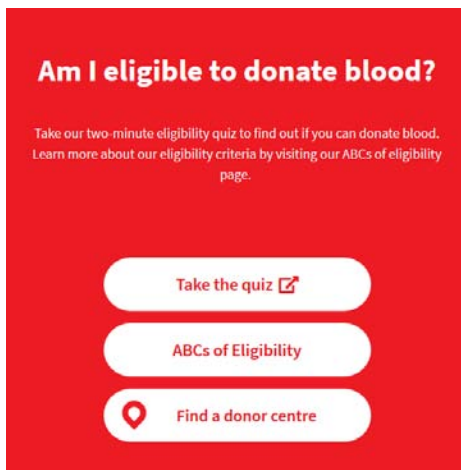 Am I eligible to donate blood?
Take our two-minute eligibility quiz to find out if you can donate blood.
Learn more about our eligibility criteria by visiting our ABCs of eligibility
page.
Take the quiz
ABCs of Eligibility
Find a donor centre